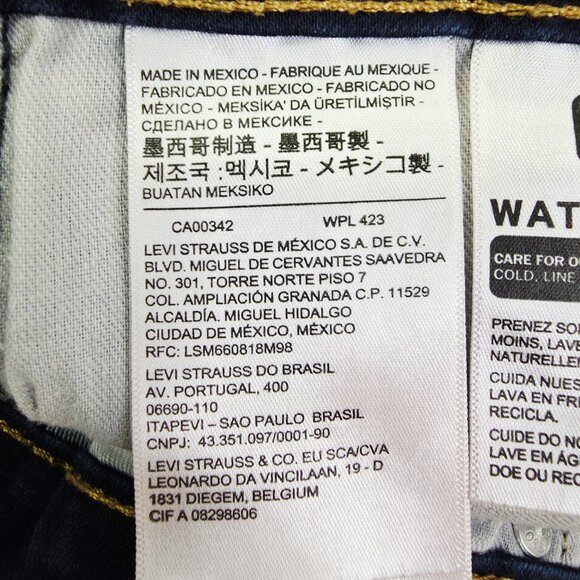 MADE IN MEXICO - FABRIQUE AU MEXIQUE -
FABRICADO EN MEXICO - FABRICADO NO
MÉXICO - MEKSİKA' DA ÜRETİLMİSTİR -
СДЕЛАНО В МЕКСИКЕ -
墨西哥制造 - 墨西哥製 -
제조국 :멕시코 - メキシコ製 -
BUATAN MEKSIKO
CA00342 WPL 423
LEVI STRAUSS DE MÉXICO S.A. DE C.V.
BLVD. MIGUEL DE CERVANTES SAAVEDRA
NO. 301, TORRE NORTE PISO 7
COL. AMPLIACIÓN GRANADA C.P. 11529
ALCALDÍA. MIGUEL HIDALGO
CIUDAD DE MÉXICO, MÉXICO
RFC: LSM660818M98
LEVI STRAUSS DO BRASIL
AV. PORTUGAL, 400
06690-110
ITAPEVI – SAO PAULO BRASIL
CNPJ: 43.351.097/0001-90
LEVI STRAUSS & CO. EU SCA/CVA
LEONARDO DA VINCILAAN, 19 - D
1831 DIEGEM, BELGIUM
CIF A 08298606
WAT
CARE FOR OU
COLD, LINE
PRENEZ SOI
MOINS, LAVE
NATURELLE
CUIDA NUES
LAVA EN FRÍ
RECICLA.
CUIDE DO NO
LAVE EM ÁG
DOE OU REC